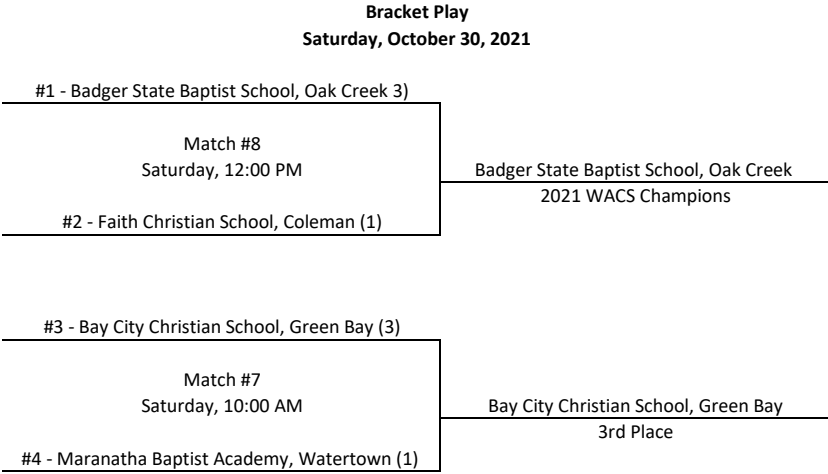 Bracket Play
Saturday, October 30, 2021
#1 - Badger State Baptist School, Oak Creek 3)
Match #8
Saturday, 12:00 PM
Badger State Baptist School, Oak Creek
2021 WACS Champions
#2 - Faith Christian School, Coleman (1)
#3 - Bay City Christian School, Green Bay (3)
Match #7
Saturday, 10:00 AM
Bay City Christian School, Green Bay
3rd Place
#4 - Maranatha Baptist Academy, Watertown (1)